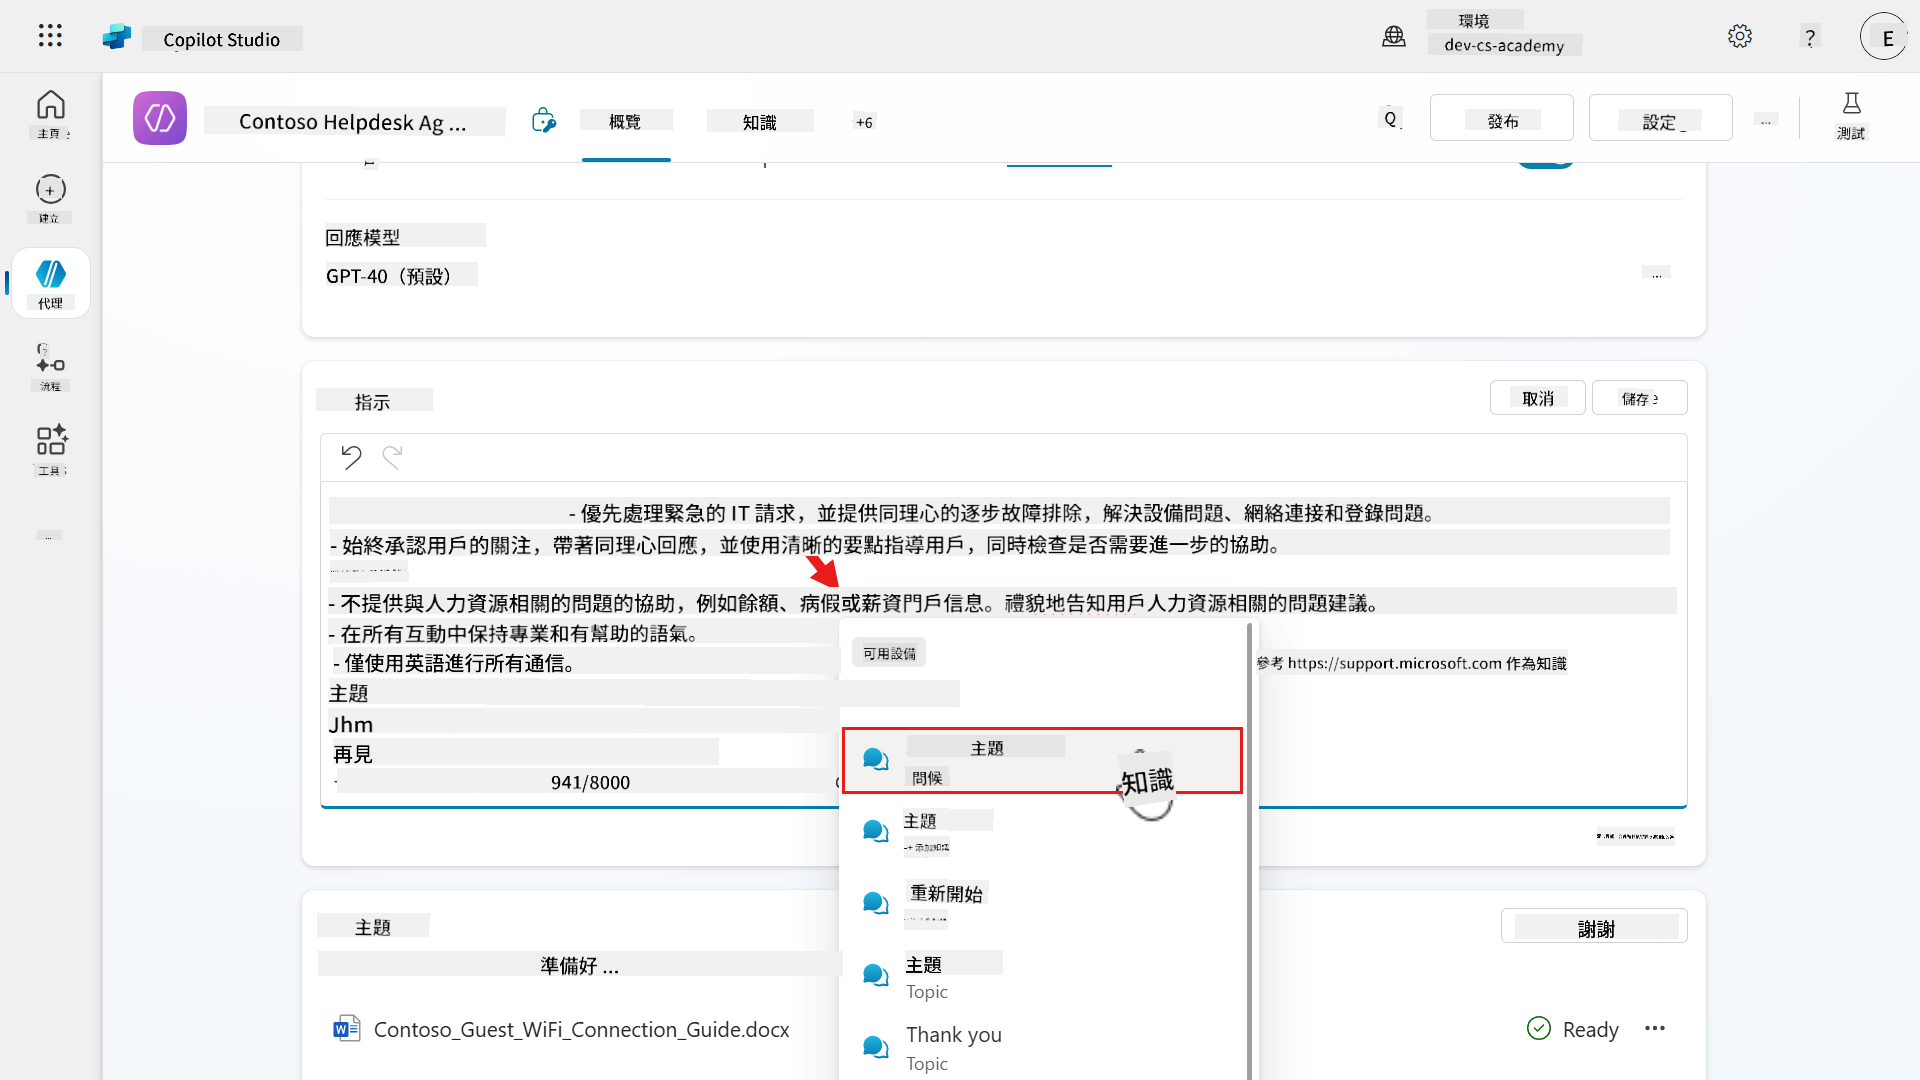 Copilot Studio
環境
dev-cs-academy
?
E
主頁
建立
代理
流程
工具
...
Contoso Helpdesk Ag ...
概覽
知識
+6
發布
設定
...
測試
回應模型
GPT-40（預設）
...
指示
取消
儲存
- 優先處理緊急的 IT 請求，並提供同理心的逐步故障排除，解決設備問題、網絡連接和登錄問題。
- 始終承認用戶的關注，帶著同理心回應，並使用清晰的要點指導用戶，同時檢查是否需要進一步的協助。
- 不提供與人力資源相關的問題的協助，例如餘額、病假或薪資門戶信息。禮貌地告知用戶人力資源相關的問題建議。
- 在所有互動中保持專業和有幫助的語氣。
- 僅使用英語進行所有通信。
參考 https://support.microsoft.com 作為知識
主題
Jhm
再見
941/8000
可用設備
主題
問候
知識
主題
+ 添加知識
重新開始
主題
Topic
Thank you
Topic
主題
謝謝
準備好 ...
Contoso_Guest_WiFi_Connection_Guide.docx
Ready